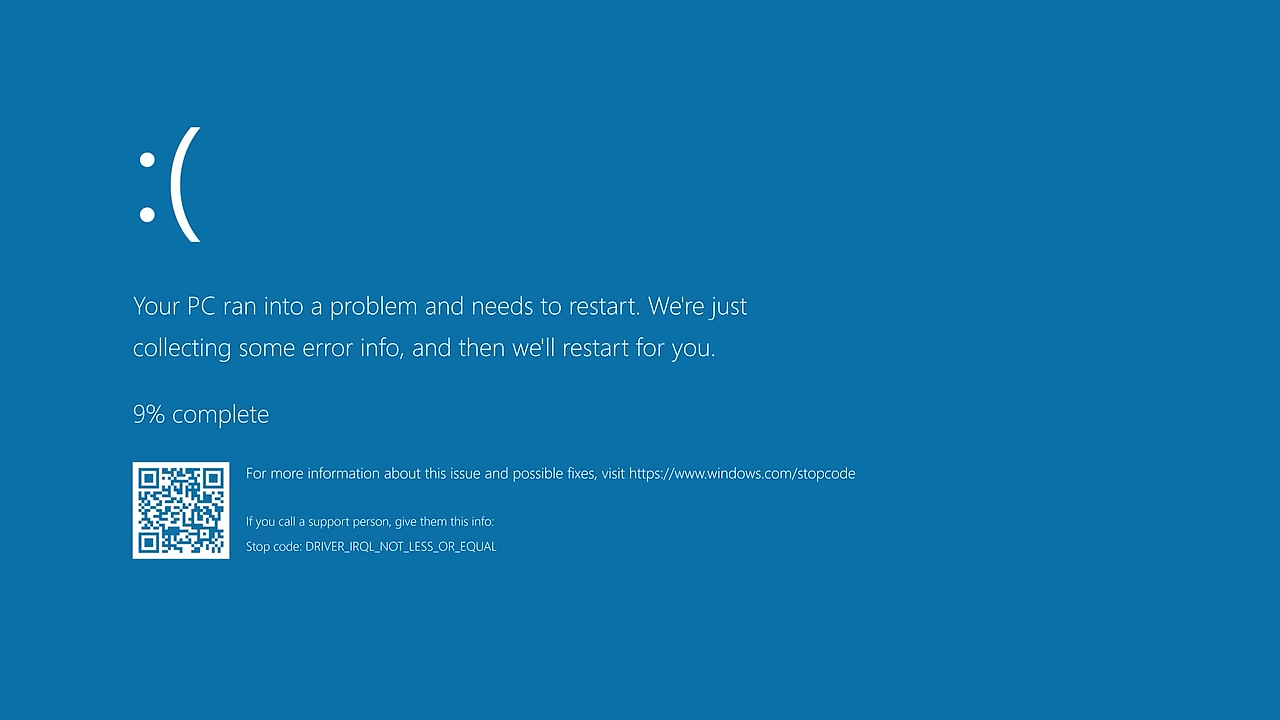 :(
Your PC ran into a problem and needs to restart. We're just
collecting some error info, and then we'll restart for you.
9% complete
For more information about this issue and possible fixes, visit https://www.windows.com/stopcode
If you call a support person, give them this info:
Stop code: DRIVER_IRQL_NOT_LESS_OR_EQUAL